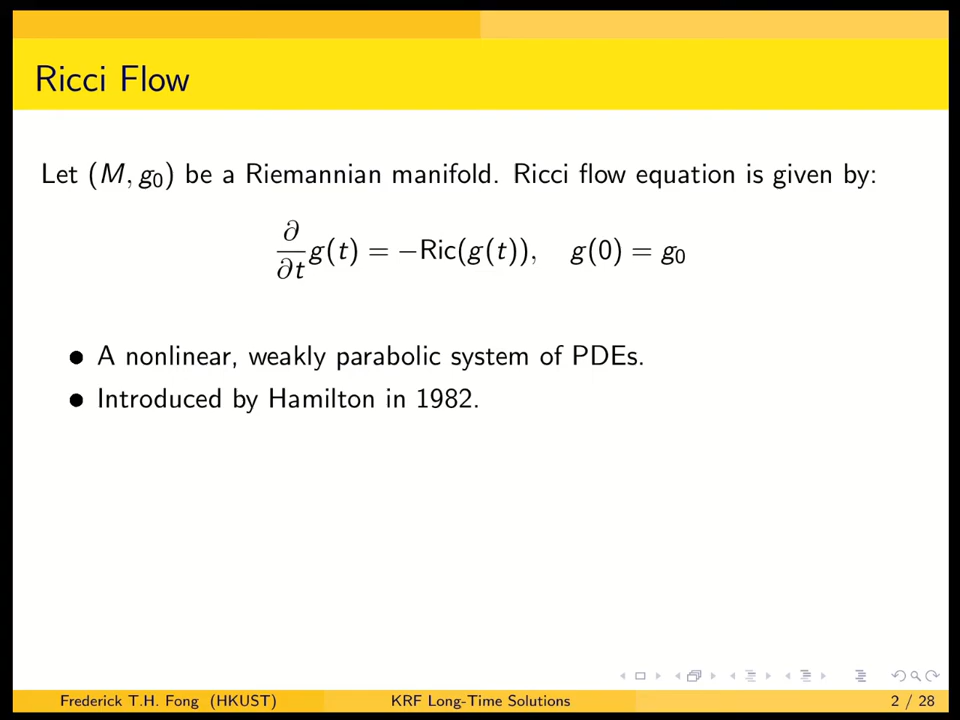 Ricci Flow
Let (M, g₀) be a Riemannian manifold. Ricci flow equation is given by:
∂/∂t g(t) = −Ric(g(t)), g(0) = g₀
● A nonlinear, weakly parabolic system of PDEs.
● Introduced by Hamilton in 1982.
Frederick T.H. Fong (HKUST) KRF Long-Time Solutions 2 / 28